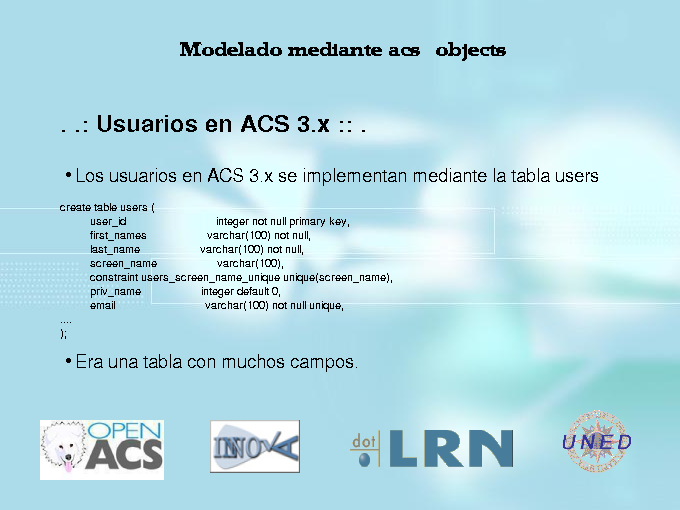 Modelado mediante acs objects
. .: Usuarios en ACS 3.x :: .
• Los usuarios en ACS 3.x se implementan mediante la tabla users
create table users (
user_id integer not null primary key,
first_names varchar(100) not null,
last_name varchar(100) not null,
screen_name varchar(100),
constraint users_screen_name_unique unique(screen_name),
priv_name integer default 0,
email varchar(100) not null unique,
....
);
• Era una tabla con muchos campos.
OPEN
ACS
INNOVA
dot LRN
UNED